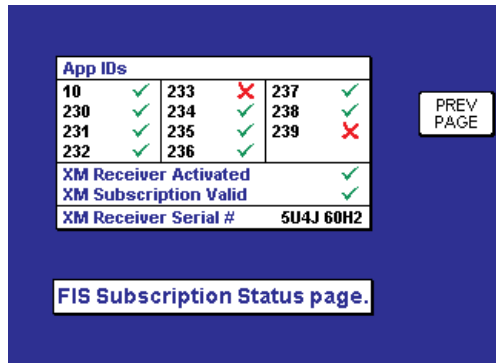 App IDs
10 233 237
230 234 238
231 235 239
232 236
XM Receiver Activated
XM Subscription Valid
XM Receiver Serial # 5U4J 60H2
PREV
PAGE
FIS Subscription Status page.